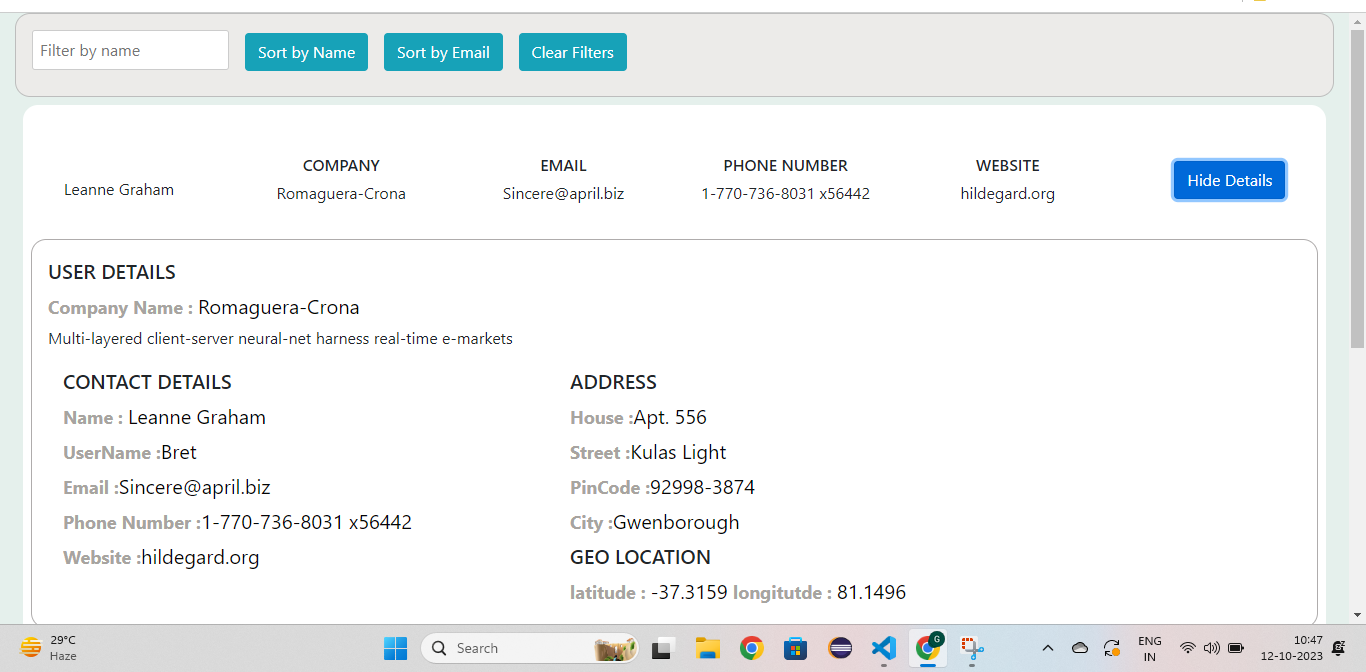 Filter by name Sort by Name Sort by Email Clear Filters
COMPANY EMAIL PHONE NUMBER WEBSITE
Leanne Graham Romaguera-Crona Sincere@april.biz 1-770-736-8031 x56442 hildegard.org Hide Details
USER DETAILS
Company Name : Romaguera-Crona
Multi-layered client-server neural-net harness real-time e-markets
CONTACT DETAILS
Name : Leanne Graham
UserName :Bret
Email :Sincere@april.biz
Phone Number :1-770-736-8031 x56442
Website :hildegard.org
ADDRESS
House :Apt. 556
Street :Kulas Light
PinCode :92998-3874
City :Gwenborough
GEO LOCATION
latitude : -37.3159 longitutde : 81.1496
29°C
Haze
Search
G
ENG
IN
10:47
12-10-2023